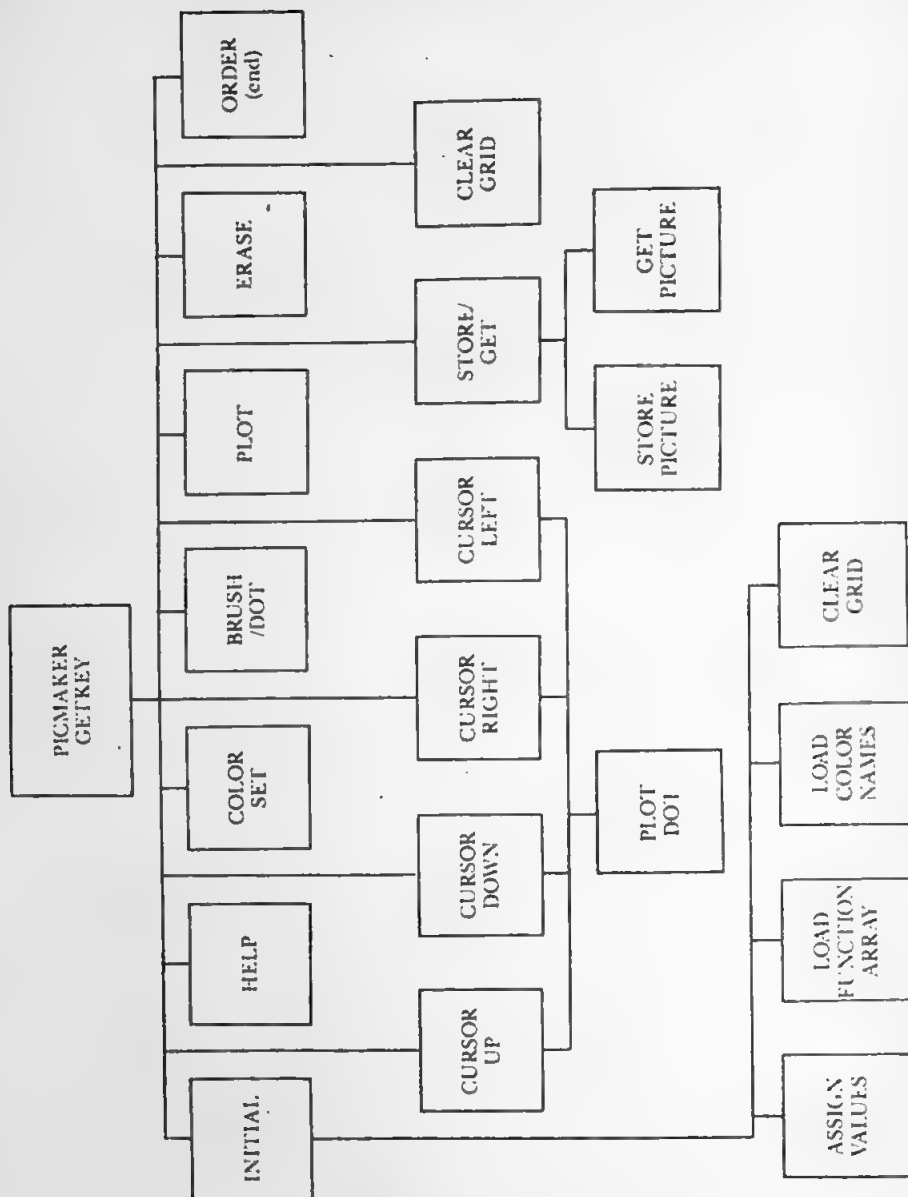 PICMAKER
GETKEY
INITIAL
HELP
COLOR
SET
BRUSH
/DOT
PLOT
ERASE
ORDER
(end)
CURSOR
UP
CURSOR
DOWN
CURSOR
RIGHT
CURSOR
LEFT
STORE/
GET
CLEAR
GRID
PLOT
DOT
STORE
PICTURE
GET
PICTURE
ASSIGN
VALUES
LOAD
FUNCTION
ARRAY
LOAD
COLOR
NAMES
CLEAR
GRID